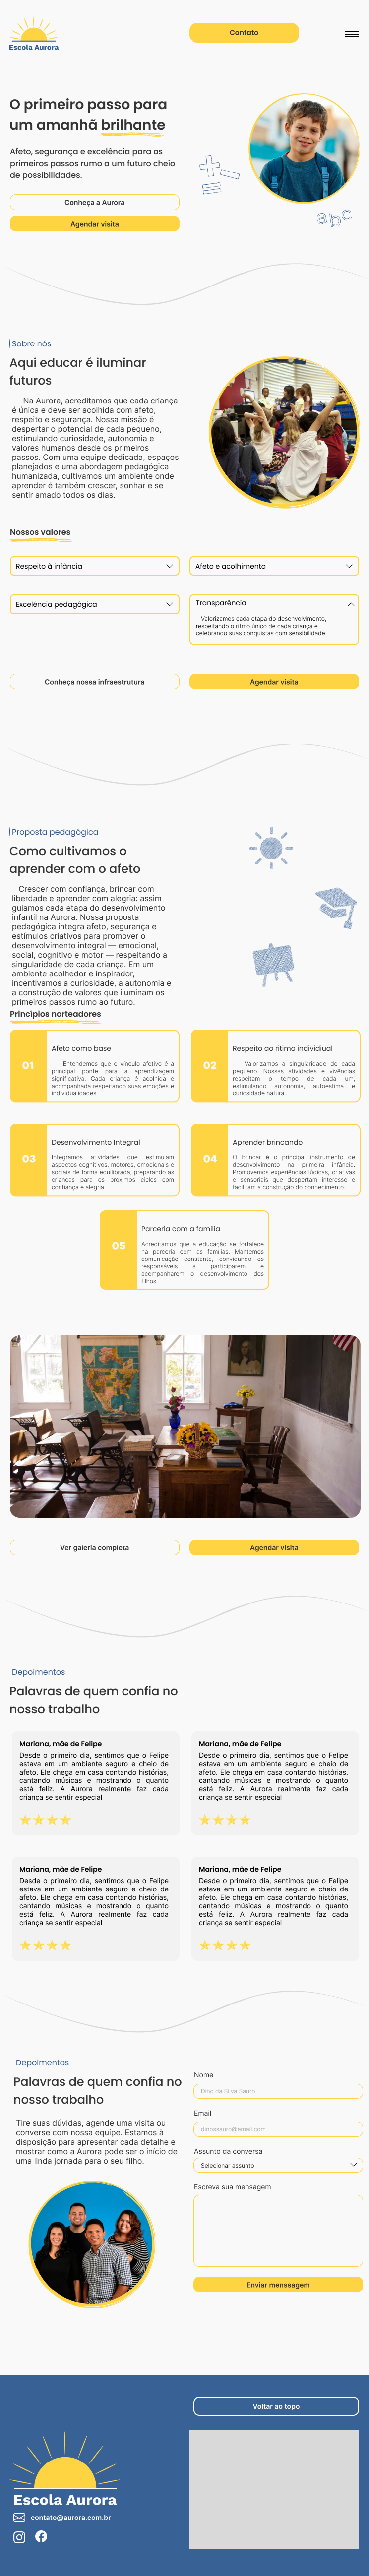 Escola Aurora
Contato
O primeiro passo para
um amanhã brilhante
Afeto, segurança e excelência para os
primeiros passos rumo a um futuro cheio
de possibilidades.
Conheça a Aurora
Agendar visita
abc
Sobre nós
Aqui educar é iluminar
futuros
Na Aurora, acreditamos que cada criança
é única e deve ser acolhida com afeto,
respeito e segurança. Nossa missão é
despertar o potencial de cada pequeno,
estimulando curiosidade, autonomia e
valores humanos desde os primeiros
passos. Com uma equipe dedicada, espaços
planejados e uma abordagem pedagógica
humanizada, cultivamos um ambiente onde
aprender é também crescer, sonhar e se
sentir amado todos os dias.
Nossos valores
Respeito à infância
Afeto e acolhimento
Excelência pedagógica
Transparência
Valorizamos cada etapa do desenvolvimento,
respeitando o ritmo único de cada criança e
celebrando suas conquistas com sensibilidade.
Conheça nossa infraestrutura
Agendar visita
Proposta pedagógica
Como cultivamos o
aprender com o afeto
Crescer com confiança, brincar com
liberdade e aprender com alegria: assim
guiamos cada etapa do desenvolvimento
infantil na Aurora. Nossa proposta
pedagógica integra afeto, segurança e
estímulos criativos para promover o
desenvolvimento integral — emocional,
social, cognitivo e motor — respeitando a
singularidade de cada criança. Em um
ambiente acolhedor e inspirador,
incentivamos a curiosidade, a autonomia e
a construção de valores que iluminam os
primeiros passos rumo ao futuro.
Princípios norteadores
01
Afeto como base
Entendemos que o vínculo afetivo é a
principal ponte para a aprendizagem
significativa. Cada criança é acolhida e
acompanhada respeitando suas emoções e
individualidades.
02
Respeito ao ritimo individiual
Valorizamos a singularidade de cada
pequeno. Nossas atividades e vivências
respeitam o tempo de cada um,
estimulando autonomia, autoestima e
curiosidade natural.
03
Desenvolvimento Integral
Integramos atividades que estimulam
aspectos cognitivos, motores, emocionais e
sociais de forma equilibrada, preparando as
crianças para os próximos ciclos com
confiança e alegria.
04
Aprender brincando
O brincar é o principal instrumento de
desenvolvimento na primeira infância.
Promovemos experiências lúdicas, criativas
e sensoriais que despertam interesse e
facilitam a construção do conhecimento.
05
Parceria com a família
Acreditamos que a educação se fortalece
na parceria com as famílias. Mantemos
comunicação constante, convidando os
responsáveis a participarem e
acompanharem o desenvolvimento dos
filhos.
Ver galeria completa
Agendar visita
Depoimentos
Palavras de quem confia no
nosso trabalho
Mariana, mãe de Felipe
Desde o primeiro dia, sentimos que o Felipe
estava em um ambiente seguro e cheio de
afeto. Ele chega em casa contando histórias,
cantando músicas e mostrando o quanto
está feliz. A Aurora realmente faz cada
criança se sentir especial
Mariana, mãe de Felipe
Desde o primeiro dia, sentimos que o Felipe
estava em um ambiente seguro e cheio de
afeto. Ele chega em casa contando histórias,
cantando músicas e mostrando o quanto
está feliz. A Aurora realmente faz cada
criança se sentir especial
Mariana, mãe de Felipe
Desde o primeiro dia, sentimos que o Felipe
estava em um ambiente seguro e cheio de
afeto. Ele chega em casa contando histórias,
cantando músicas e mostrando o quanto
está feliz. A Aurora realmente faz cada
criança se sentir especial
Mariana, mãe de Felipe
Desde o primeiro dia, sentimos que o Felipe
estava em um ambiente seguro e cheio de
afeto. Ele chega em casa contando histórias,
cantando músicas e mostrando o quanto
está feliz. A Aurora realmente faz cada
criança se sentir especial
Depoimentos
Palavras de quem confia no
nosso trabalho
Tire suas dúvidas, agende uma visita ou
converse com nossa equipe. Estamos à
disposição para apresentar cada detalhe e
mostrar como a Aurora pode ser o início de
uma linda jornada para o seu filho.
Nome
Dino da Silva Sauro
Email
dinossauro@email.com
Assunto da conversa
Selecionar assunto
Escreva sua mensagem
Enviar menssagem
Voltar ao topo
Escola Aurora
contato@aurora.com.br